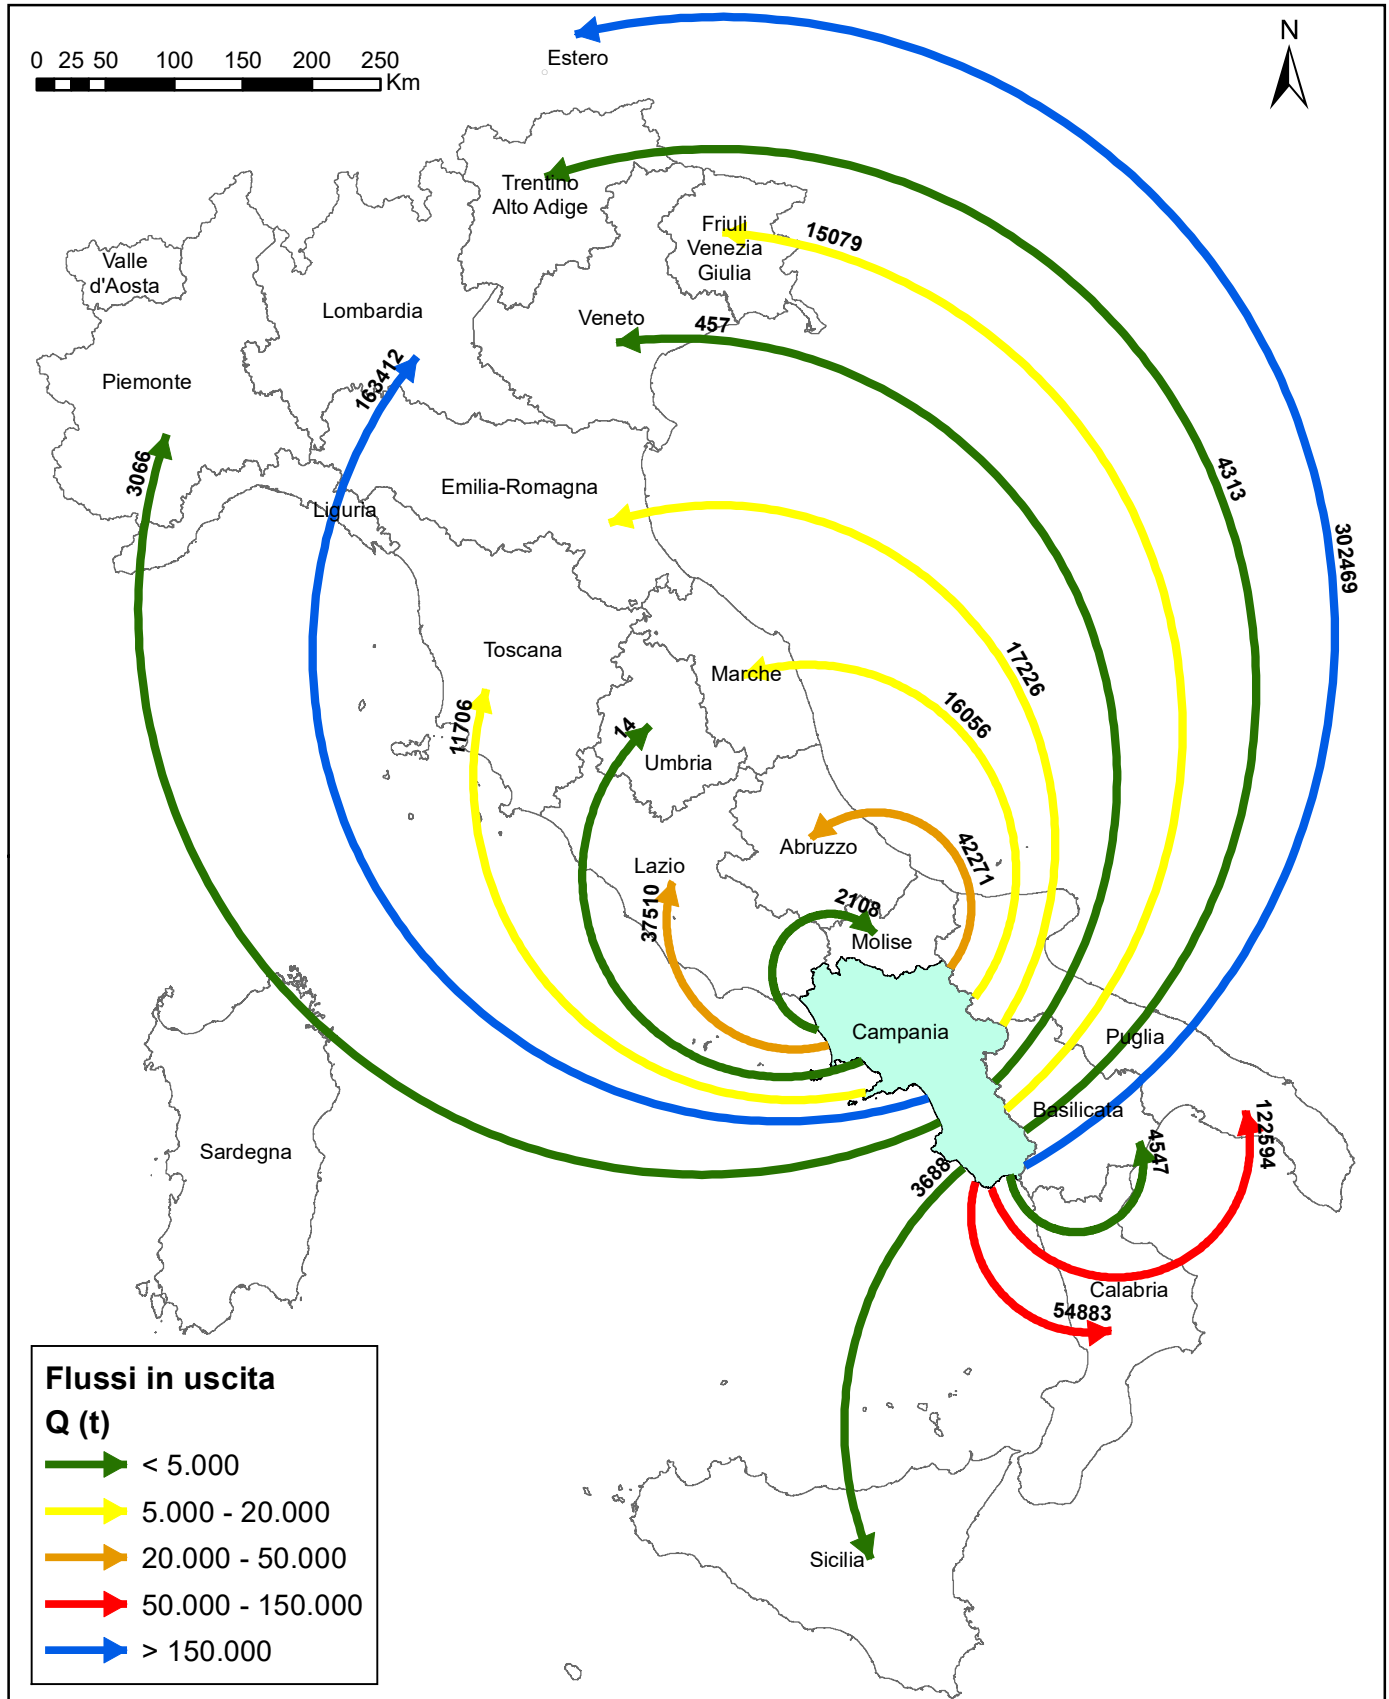 0 25 50 100 150 200 250
Km
N
Estero
Trentino
Alto Adige
Friuli
Venezia
Giulia
15079
Valle
d'Aosta
Lombardia
Veneto
457
163412
Piemonte
3066
4313
Emilia-Romagna
Liguria
302469
Toscana
17226
Marche
16056
11706
14
Umbria
Abruzzo
42271
Lazio
37510
2108
Molise
Campania
Puglia
Basilicata
122594
4547
Sardegna
3688
Calabria
54883
Sicilia
Flussi in uscita
Q (t)
< 5.000
5.000 - 20.000
20.000 - 50.000
50.000 - 150.000
> 150.000